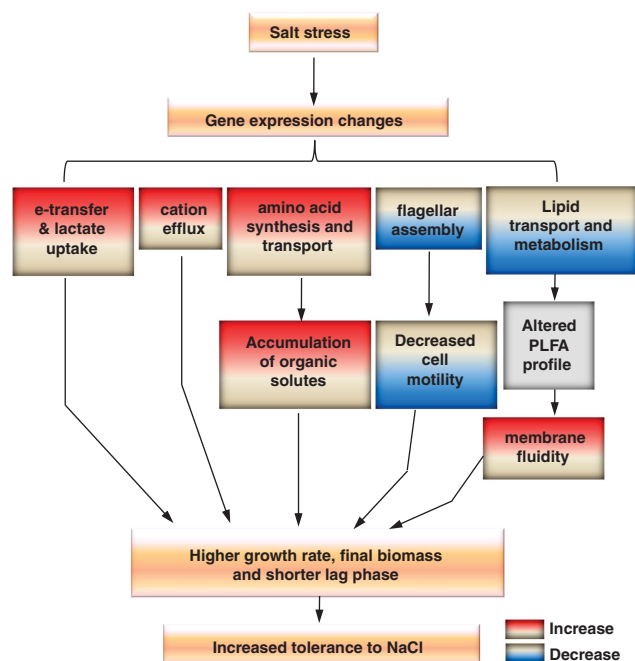 Salt stress
Gene expression changes
e-transfer
& lactate
uptake
cation
efflux
amino acid
synthesis and
transport
flagellar
assembly
Lipid
transport and
metabolism
Accumulation
of organic
solutes
Decreased
cell
motility
Altered
PLFA
profile
membrane
fluidity
Higher growth rate, final biomass
and shorter lag phase
Increased tolerance to NaCl
Increase
Decrease